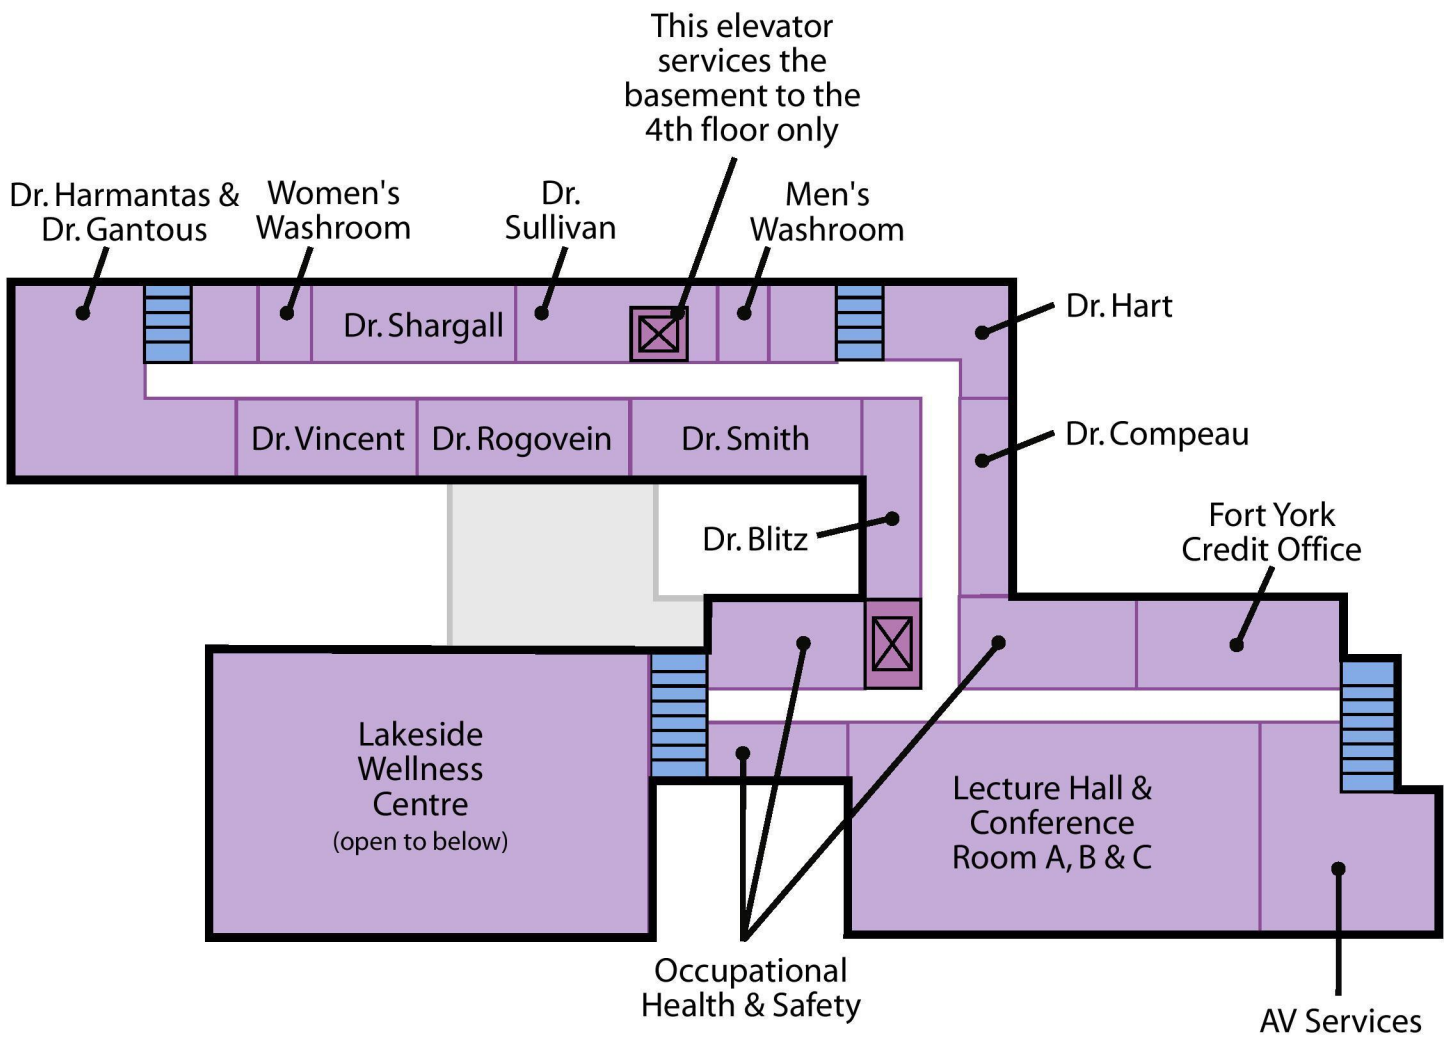 This elevator
services the
basement to the
4th floor only
Dr. Harmantas &
Dr. Gantous
Women's
Washroom
Dr.
Sullivan
Men's
Washroom
Dr. Hart
Dr. Shargall
Dr. Compeau
Dr. Vincent
Dr. Rogovein
Dr. Smith
Dr. Blitz
Fort York
Credit Office
Lakeside
Wellness
Centre
(open to below)
Lecture Hall &
Conference
Room A, B & C
Occupational
Health & Safety
AV Services